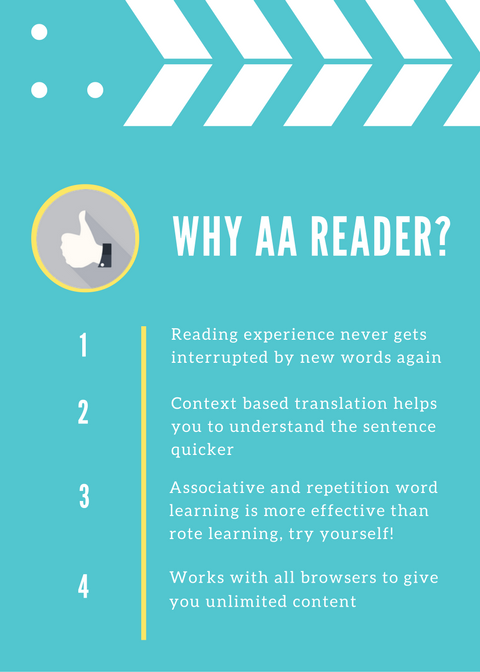 WHY AA READER?
1
Reading experience never gets
interrupted by new words again
2
Context based translation helps
you to understand the sentence
quicker
3
Associative and repetition word
learning is more effective than
rote learning, try yourself!
4
Works with all browsers to give
you unlimited content